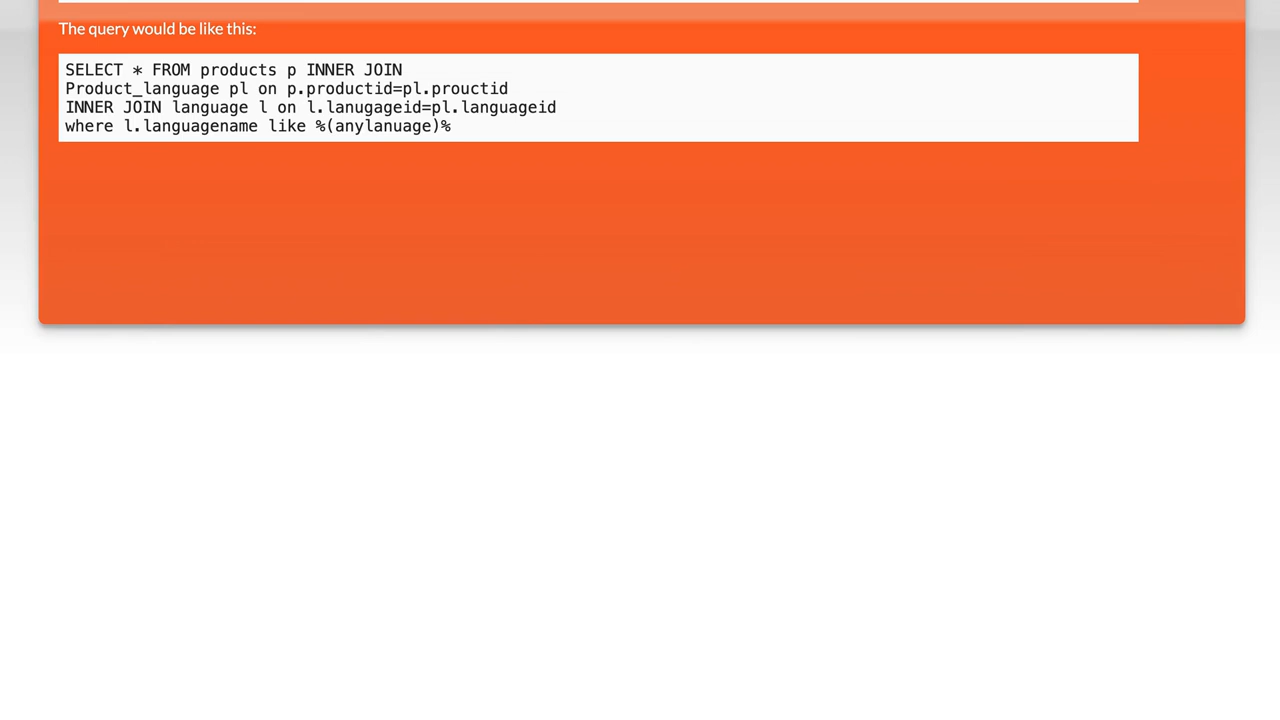 The query would be like this:
SELECT * FROM products p INNER JOIN
Product_language pl on p.productid=pl.prouctid
INNER JOIN language l on l.lanugageid=pl.languageid
where l.languagename like %(anylanuage)%